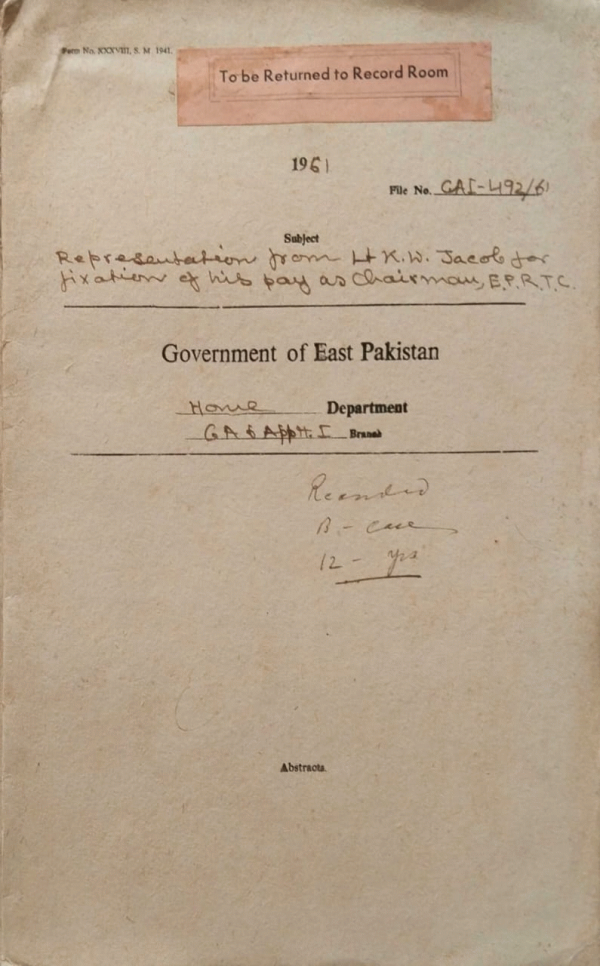 Form No. XXXVIII, S. M. 1941.
To be Returned to Record Room
1961
File No. GAI-492/61
Subject
Representation from Lt K.W. Jacob for
fixation of his pay as Chairman, E.P.R.T.C.
Government of East Pakistan
Home Department
GA & Apptt. I Branch
Recorded
B - case
12 - yrs
Abstracts.